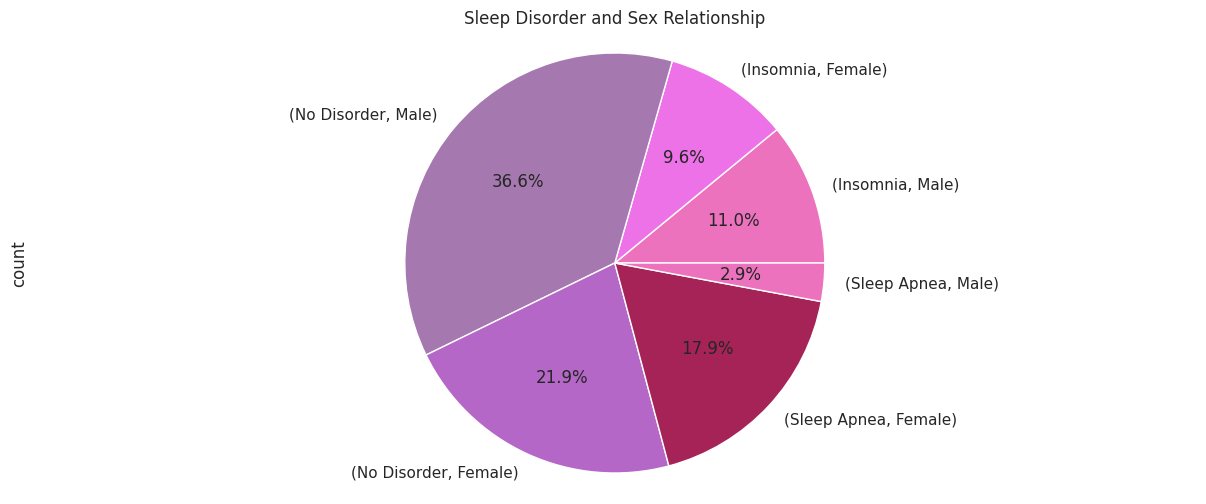 Sleep Disorder and Sex Relationship
(Insomnia, Female)
(No Disorder, Male)
9.6%
36.6%
(Insomnia, Male)
11.0%
count
2.9%
(Sleep Apnea, Male)
17.9%
21.9%
(Sleep Apnea, Female)
(No Disorder, Female)